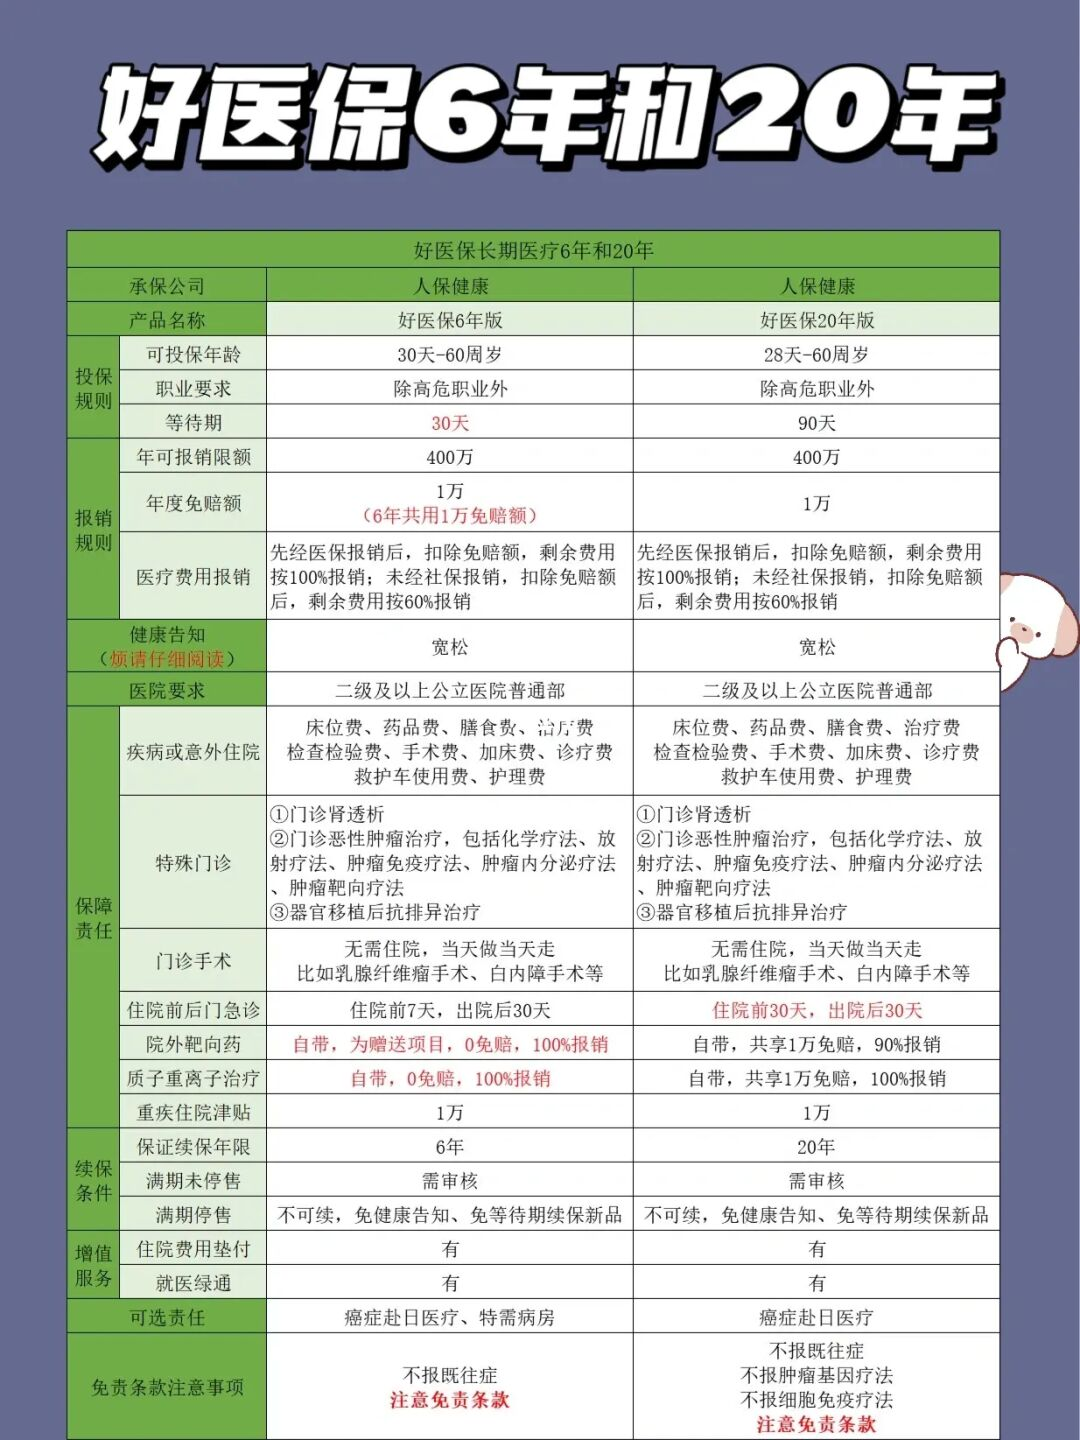 好医保6年和20年
好医保长期医疗6年和20年
承保公司 人保健康 人保健康
产品名称 好医保6年版 好医保20年版
投保规则
可投保年龄 30天-60周岁 28天-60周岁
职业要求 除高危职业外 除高危职业外
等待期 30天 90天
报销规则
年可报销限额 400万 400万
年度免赔额
1万
(6年共用1万免赔额)
1万
医疗费用报销
先经医保报销后，扣除免赔额，剩余费用
按100%报销；未经社保报销，扣除免赔额
后，剩余费用按60%报销
先经医保报销后，扣除免赔额，剩余费用
按100%报销；未经社保报销，扣除免赔额
后，剩余费用按60%报销
健康告知
（烦请仔细阅读）
宽松 宽松
医院要求 二级及以上公立医院普通部 二级及以上公立医院普通部
保障责任
疾病或意外住院
床位费、药品费、膳食费、治疗费
检查检验费、手术费、加床费、诊疗费
救护车使用费、护理费
床位费、药品费、膳食费、治疗费
检查检验费、手术费、加床费、诊疗费
救护车使用费、护理费
特殊门诊
①门诊肾透析
②门诊恶性肿瘤治疗，包括化学疗法、放
射疗法、肿瘤免疫疗法、肿瘤内分泌疗法
、肿瘤靶向疗法
③器官移植后抗排异治疗
①门诊肾透析
②门诊恶性肿瘤治疗，包括化学疗法、放
射疗法、肿瘤免疫疗法、肿瘤内分泌疗法
、肿瘤靶向疗法
③器官移植后抗排异治疗
门诊手术
无需住院，当天做当天走
比如乳腺纤维瘤手术、白内障手术等
无需住院，当天做当天走
比如乳腺纤维瘤手术、白内障手术等
住院前后门急诊 住院前7天，出院后30天 住院前30天，出院后30天
院外靶向药 自带，为赠送项目，0免赔，100%报销 自带，共享1万免赔，90%报销
质子重离子治疗 自带，0免赔，100%报销 自带，共享1万免赔，100%报销
重疾住院津贴 1万 1万
续保条件
保证续保年限 6年 20年
满期未停售 需审核 需审核
满期停售 不可续，免健康告知、免等待期续保新品 不可续，免健康告知、免等待期续保新品
增值服务
住院费用垫付 有 有
就医绿通 有 有
可选责任 癌症赴日医疗、特需病房 癌症赴日医疗
免责条款注意事项
不报既往症
注意免责条款
不报既往症
不报肿瘤基因疗法
不报细胞免疫疗法
注意免责条款